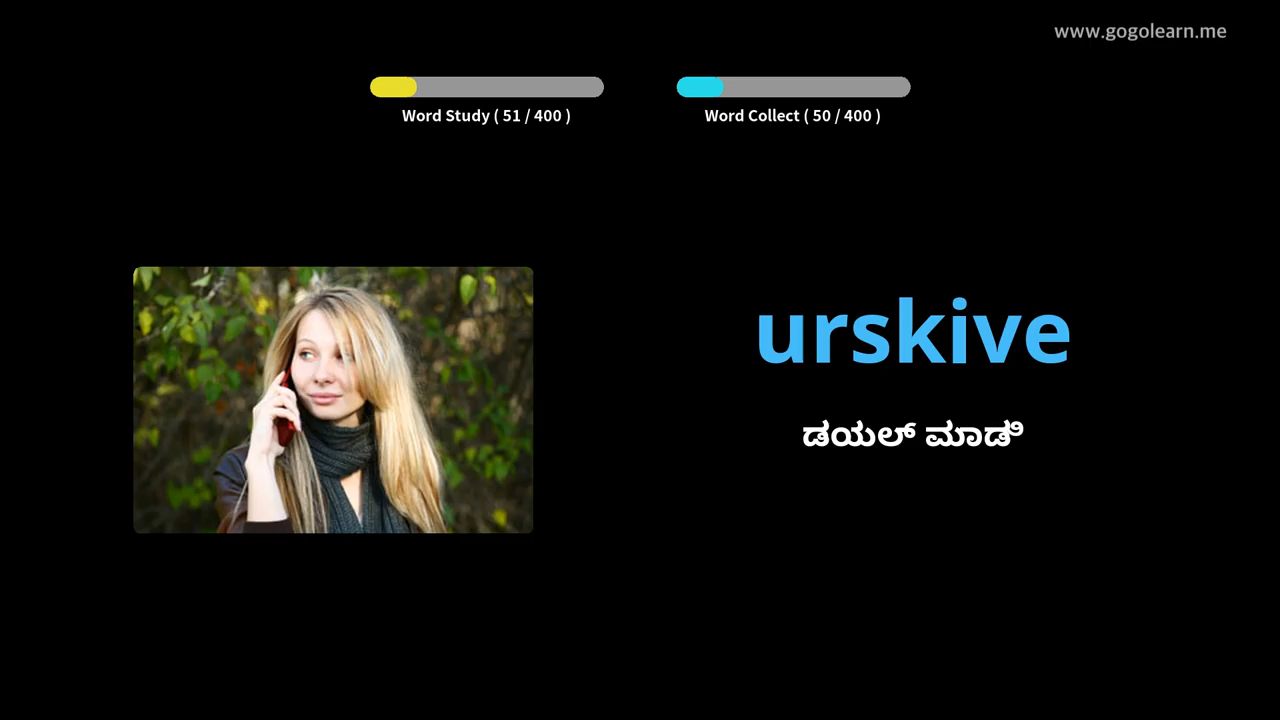 www.gogolearn.me
Word Study ( 51 / 400 )
Word Collect ( 50 / 400 )
urskive
ಡಯಲ್ ಮಾಡಿ